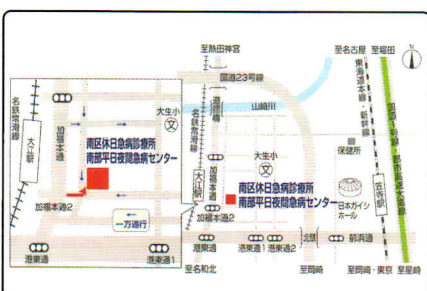 至熱田神宮
至名古屋
至堀田
国道23号線
山崎川
東海道本線・新幹線
名鉄常滑線
大江駅
加福本通
大生小
文
南区休日急病診療所
南部平日夜間急病センター
加福本通2
一方通行
港東通
港東通1
道徳橋
名鉄常滑線
大江駅
大生小
文
南区休日急病診療所
南部平日夜間急病センター
加福本通2
保健所
日本ガイシ
ホール
笠寺駅
港東通
港東通1
港東通2
前浜通
至名和北
至岡崎
至岡崎・東京
至星崎
N